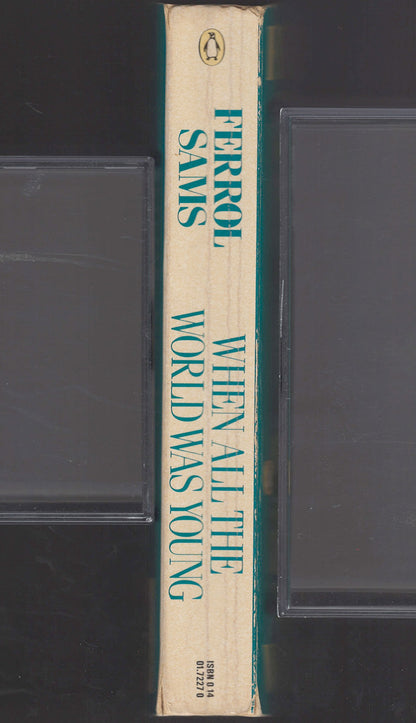 FERROL
SAMS
WHEN ALL THE
WORLD WAS YOUNG
ISBN 0 14
01.7227 0